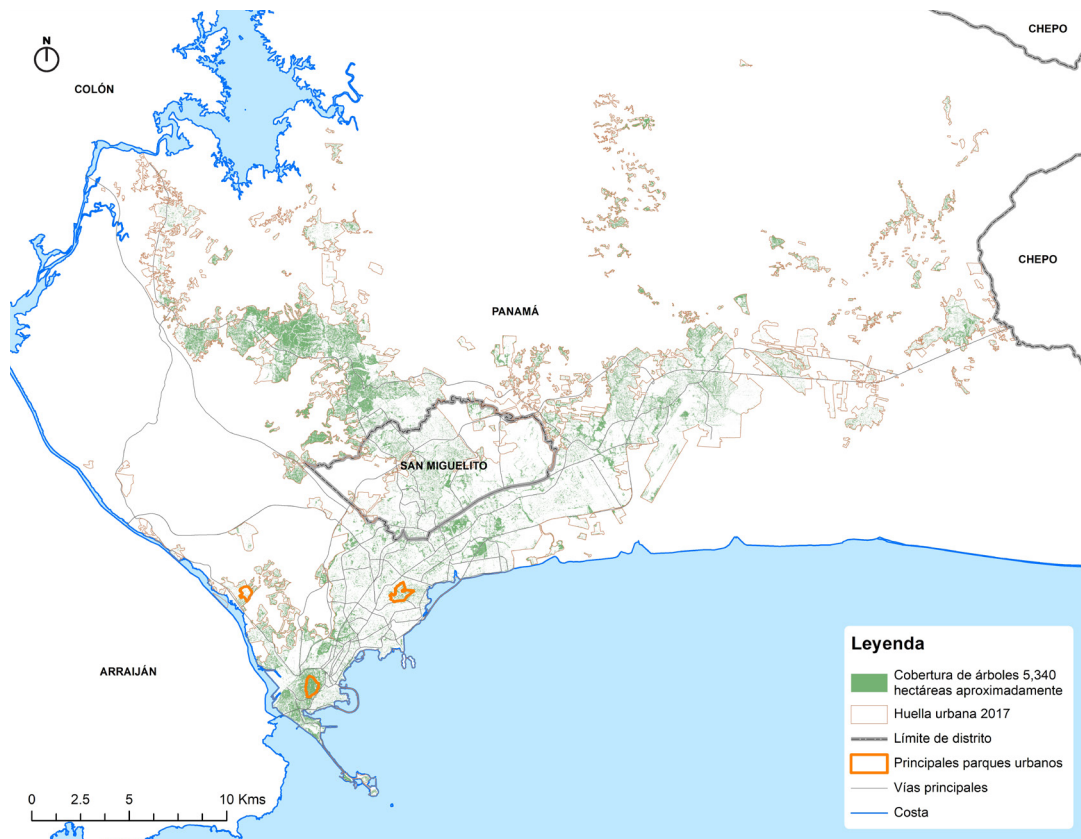 N
COLÓN
CHEPO
CHEPO
PANAMÁ
SAN MIGUELITO
ARRAIJÁN
Leyenda
Cobertura de árboles 5,340
hectáreas aproximadamente
Huella urbana 2017
Límite de distrito
Principales parques urbanos
Vías principales
Costa
0 2.5 5 10 Kms